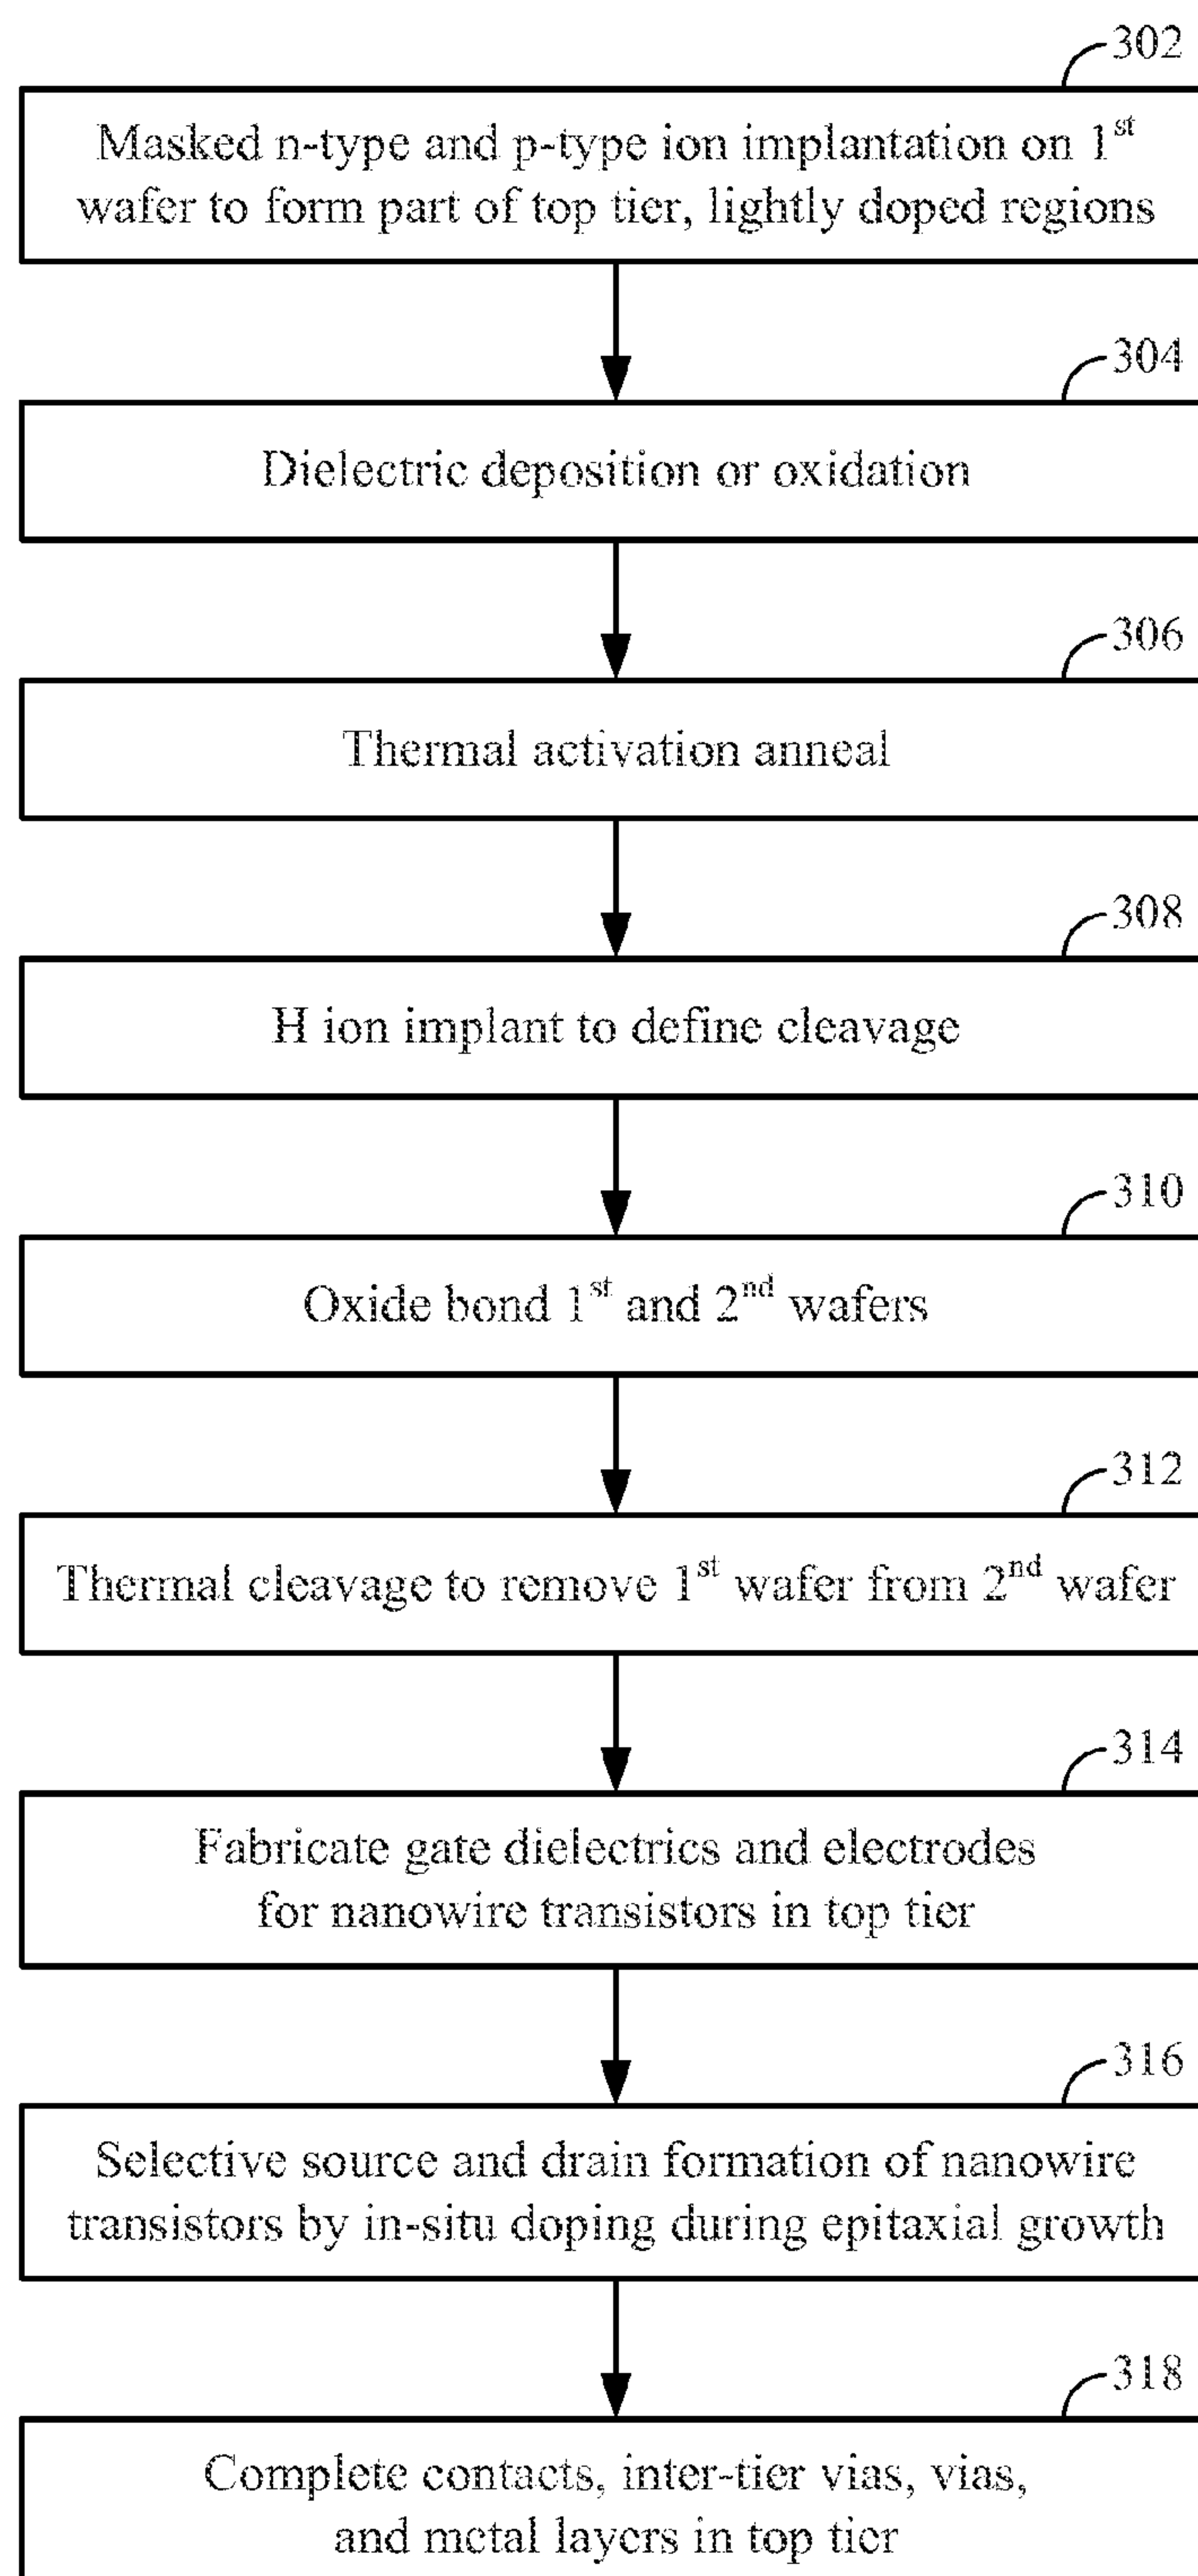 302
Masked n-type and p-type ion implantation on 1st
wafer to form part of top tier, lightly doped regions
304
Dielectric deposition or oxidation
306
Thermal activation anneal
308
H ion implant to define cleavage
310
Oxide bond 1st and 2nd wafers
312
Thermal cleavage to remove 1st wafer from 2nd wafer
314
Fabricate gate dielectrics and electrodes
for nanowire transistors in top tier
316
Selective source and drain formation of nanowire
transistors by in-situ doping during epitaxial growth
318
Complete contacts, inter-tier vias, vias,
and metal layers in top tier